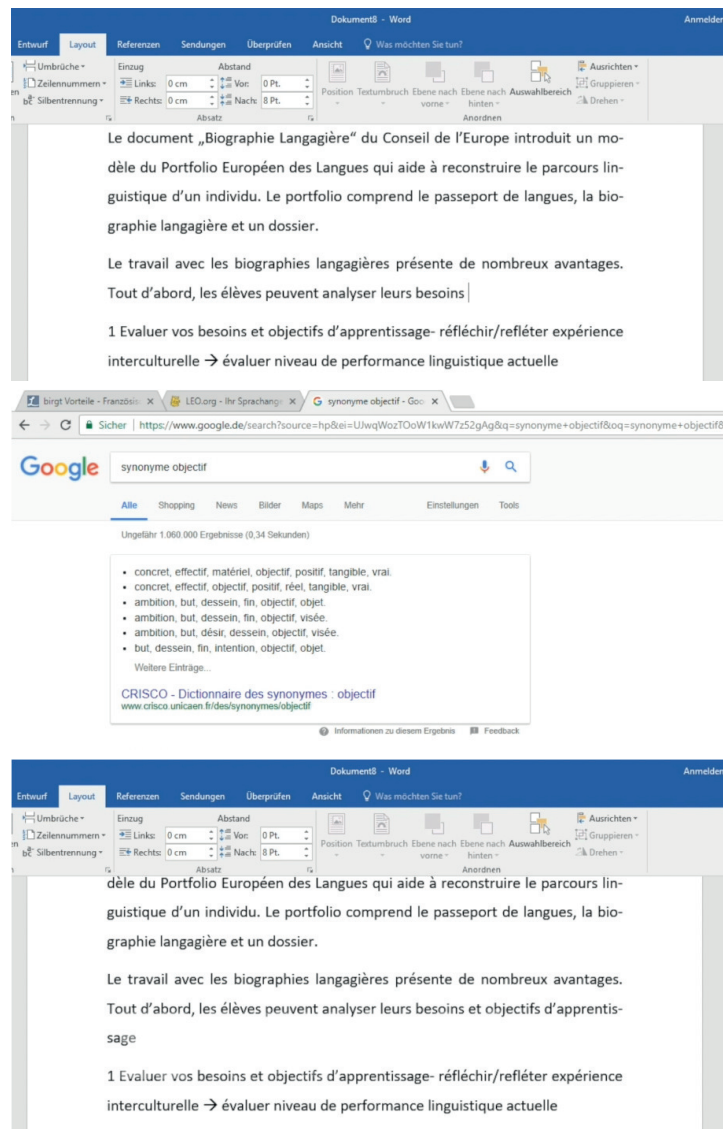 Dokument8 - Word Anmelden
Entwurf Layout Referenzen Sendungen Überprüfen Ansicht Was möchten Sie tun?
Umbrüche Einzug Abstand Ausrichten
Zeilennummern Links: 0 cm Vor: 0 Pt. Position Textumbruch Ebene nach vorne Ebene nach hinten Auswahlbereich Gruppieren
Silbentrennung Rechts: 0 cm Nach: 8 Pt. Drehen
Absatz Anordnen
Le document „Biographie Langagière“ du Conseil de l’Europe introduit un mo-
dèle du Portfolio Européen des Langues qui aide à reconstruire le parcours lin-
guistique d’un individu. Le portfolio comprend le passeport de langues, la bio-
graphie langagière et un dossier.
Le travail avec les biographies langagières présente de nombreux avantages.
Tout d’abord, les élèves peuvent analyser leurs besoins
1 Evaluer vos besoins et objectifs d’apprentissage- réfléchir/refléter expérience
interculturelle → évaluer niveau de performance linguistique actuelle
birgt Vorteile - Französis LEO.org - Ihr Sprachange synonyme objectif - Goo
Sicher https://www.google.de/search?source=hp&ei=UJwqWozTOoW1kwW7z52gAg&q=synonyme+objectif&oq=synonyme+objectif&
Google synonyme objectif
Alle Shopping News Bilder Maps Mehr Einstellungen Tools
Ungefähr 1.060.000 Ergebnisse (0,34 Sekunden)
• concret, effectif, matériel, objectif, positif, tangible, vrai.
• concret, effectif, objectif, positif, réel, tangible, vrai.
• ambition, but, dessein, fin, objectif, objet.
• ambition, but, dessein, fin, objectif, visée.
• ambition, but, désir, dessein, objectif, visée.
• but, dessein, fin, intention, objectif, objet.
Weitere Einträge...
CRISCO - Dictionnaire des synonymes : objectif
www.crisco.unicaen.fr/des/synonymes/objectif
Informationen zu diesem Ergebnis Feedback
Dokument8 - Word Anmelden
Entwurf Layout Referenzen Sendungen Überprüfen Ansicht Was möchten Sie tun?
Umbrüche Einzug Abstand Ausrichten
Zeilennummern Links: 0 cm Vor: 0 Pt. Position Textumbruch Ebene nach vorne Ebene nach hinten Auswahlbereich Gruppieren
Silbentrennung Rechts: 0 cm Nach: 8 Pt. Drehen
Absatz Anordnen
dèle du Portfolio Européen des Langues qui aide à reconstruire le parcours lin-
guistique d’un individu. Le portfolio comprend le passeport de langues, la bio-
graphie langagière et un dossier.
Le travail avec les biographies langagières présente de nombreux avantages.
Tout d’abord, les élèves peuvent analyser leurs besoins et objectifs d’apprentis-
sage
1 Evaluer vos besoins et objectifs d’apprentissage- réfléchir/refléter expérience
interculturelle → évaluer niveau de performance linguistique actuelle